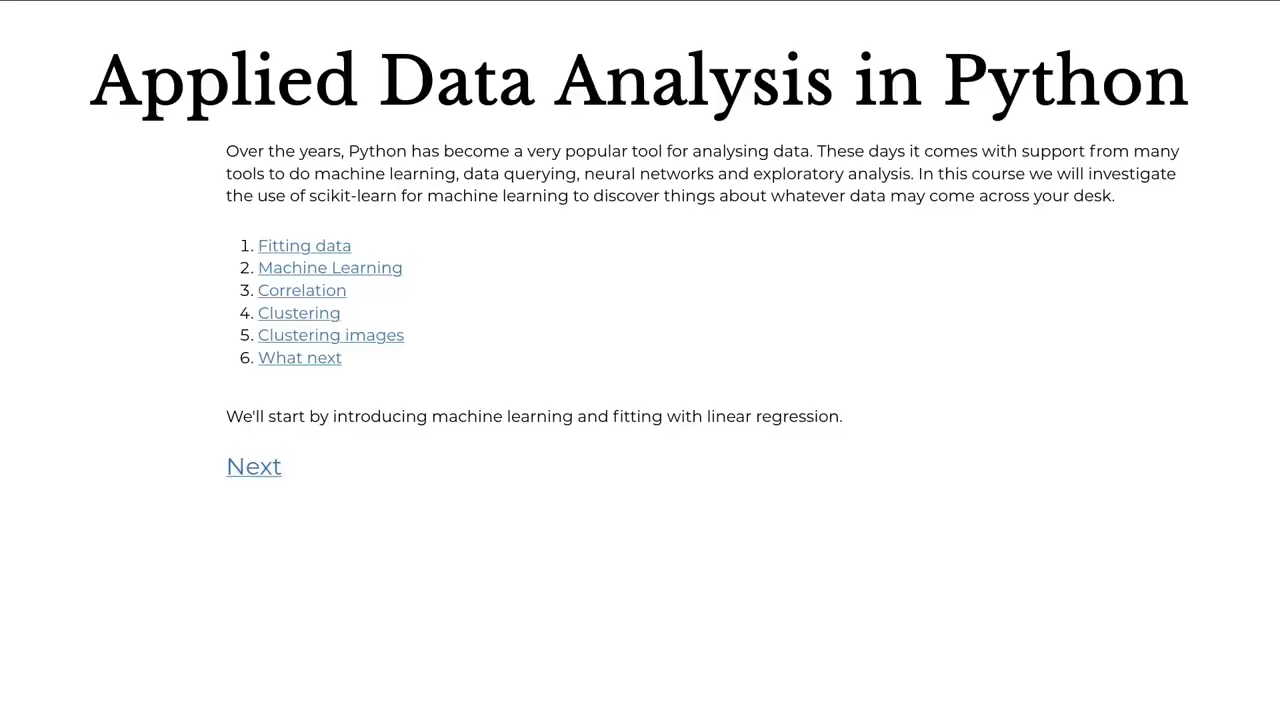 Applied Data Analysis in Python
Over the years, Python has become a very popular tool for analysing data. These days it comes with support from many
tools to do machine learning, data querying, neural networks and exploratory analysis. In this course we will investigate
the use of scikit-learn for machine learning to discover things about whatever data may come across your desk.
1. Fitting data
2. Machine Learning
3. Correlation
4. Clustering
5. Clustering images
6. What next
We'll start by introducing machine learning and fitting with linear regression.
Next